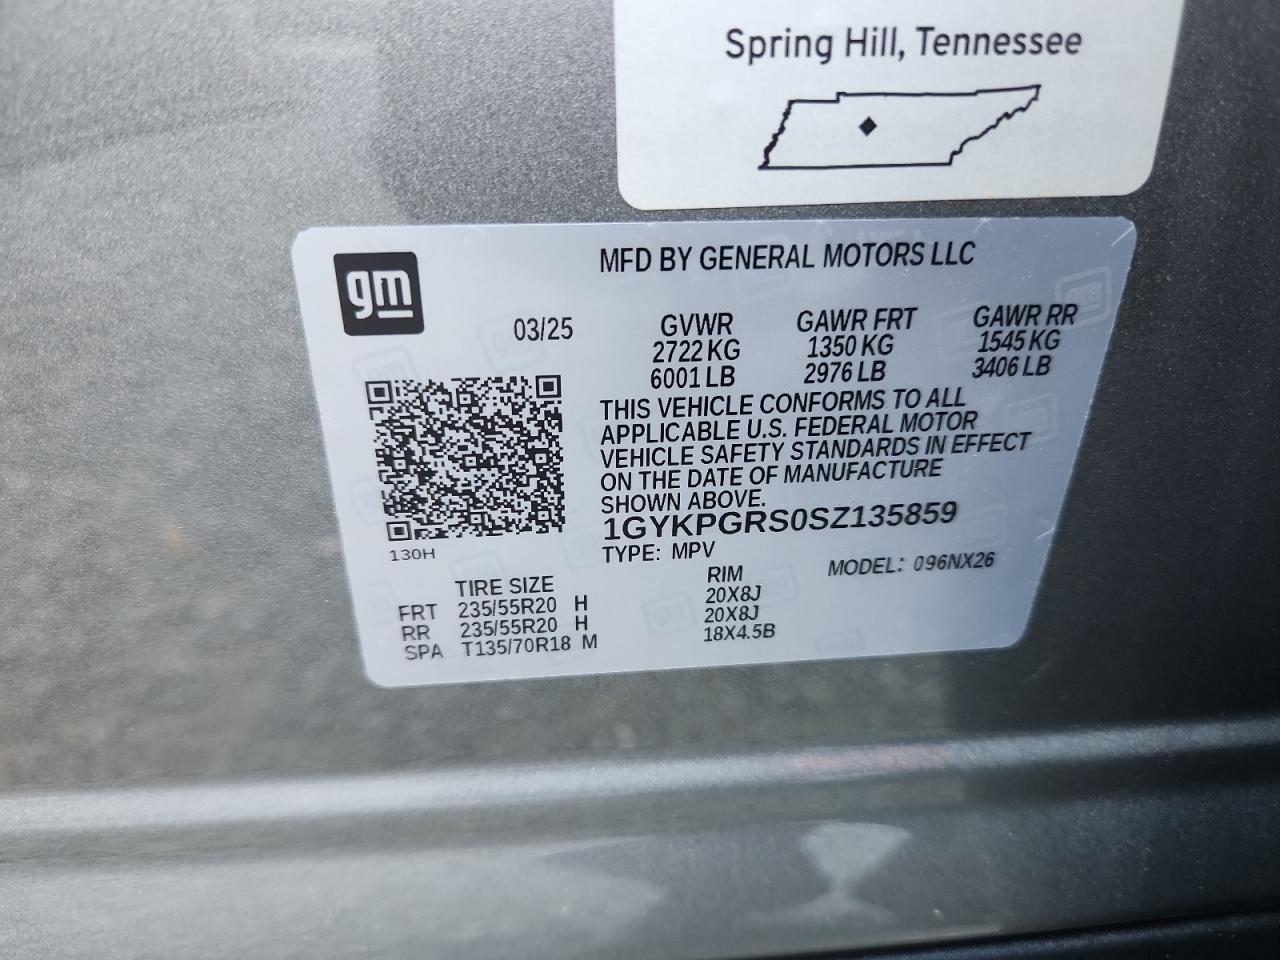 Spring Hill, Tennessee
gm
MFD BY GENERAL MOTORS LLC
03/25
GVWR GAWR FRT GAWR RR
2722 KG 1350 KG 1545 KG
6001 LB 2976 LB 3406 LB
THIS VEHICLE CONFORMS TO ALL
APPLICABLE U.S. FEDERAL MOTOR
VEHICLE SAFETY STANDARDS IN EFFECT
ON THE DATE OF MANUFACTURE
SHOWN ABOVE.
1GYKPGRS0SZ135859
130H
TYPE: MPV MODEL: 096NX26
TIRE SIZE RIM
FRT 235/55R20 H 20X8J
RR 235/55R20 H 20X8J
SPA T135/70R18 M 18X4.5B